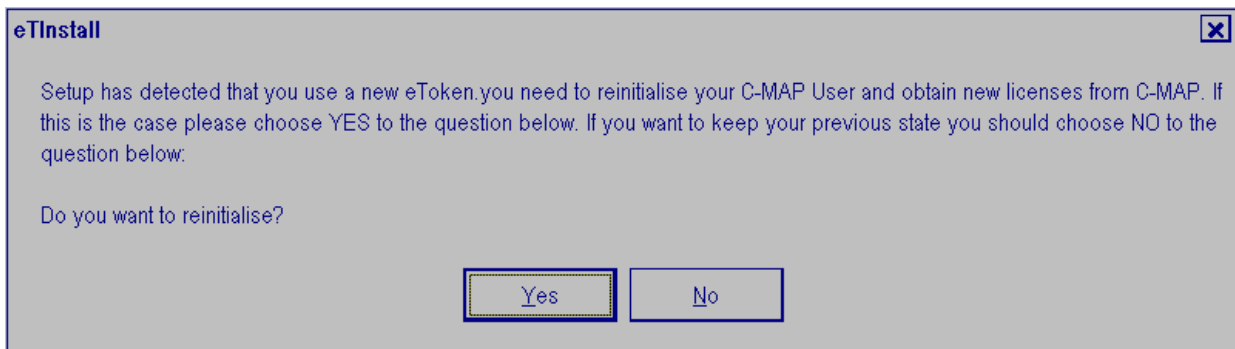 eTInstall
Setup has detected that you use a new eToken.you need to reinitialise your C-MAP User and obtain new licenses from C-MAP. If
this is the case please choose YES to the question below. If you want to keep your previous state you should choose NO to the
question below:
Do you want to reinitialise?
Yes No